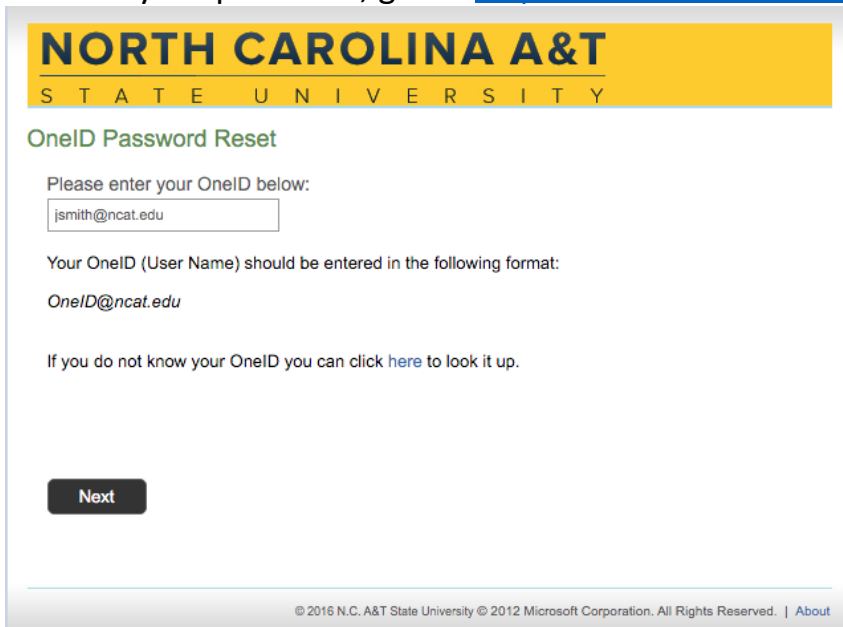 NORTH CAROLINA A&T
STATE UNIVERSITY
OneID Password Reset
Please enter your OneID below:
jsmith@ncat.edu
Your OneID (User Name) should be entered in the following format:
OneID@ncat.edu
If you do not know your OneID you can click here to look it up.
Next
© 2016 N.C. A&T State University © 2012 Microsoft Corporation. All Rights Reserved. | About